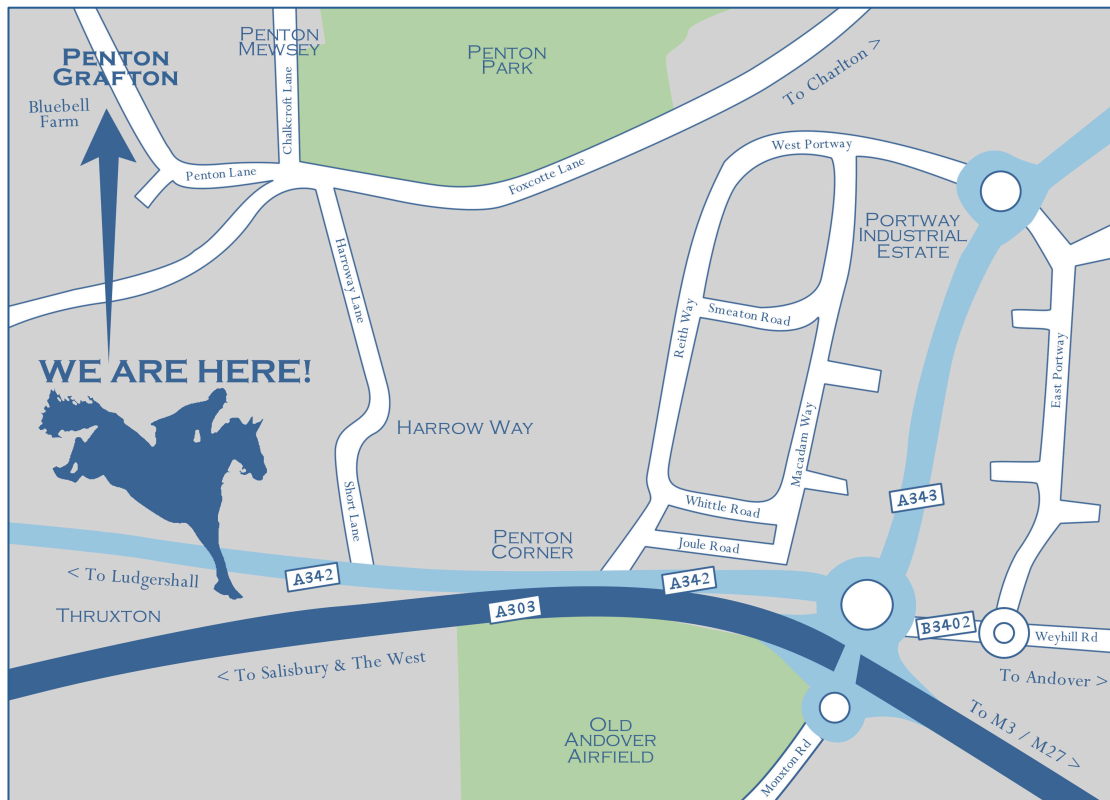 PENTON
MEWSEY
PENTON
PARK
To Charlton >
PENTON
GRAFTON
Bluebell
Farm
Chalkcroft Lane
Penton Lane
Foxcotte Lane
West Portway
PORTWAY
INDUSTRIAL
ESTATE
Harroway Lane
Reith Way
Smeaton Road
East Portway
WE ARE HERE!
HARROW WAY
Macadam Way
Short Lane
Whittle Road
A343
Joule Road
PENTON
CORNER
< To Ludgershall
A342
A342
A303
THRUXTON
B3402
Weyhill Rd
< To Salisbury & The West
To Andover >
To M3 / M27 >
OLD
ANDOVER
AIRFIELD
Monxton Rd